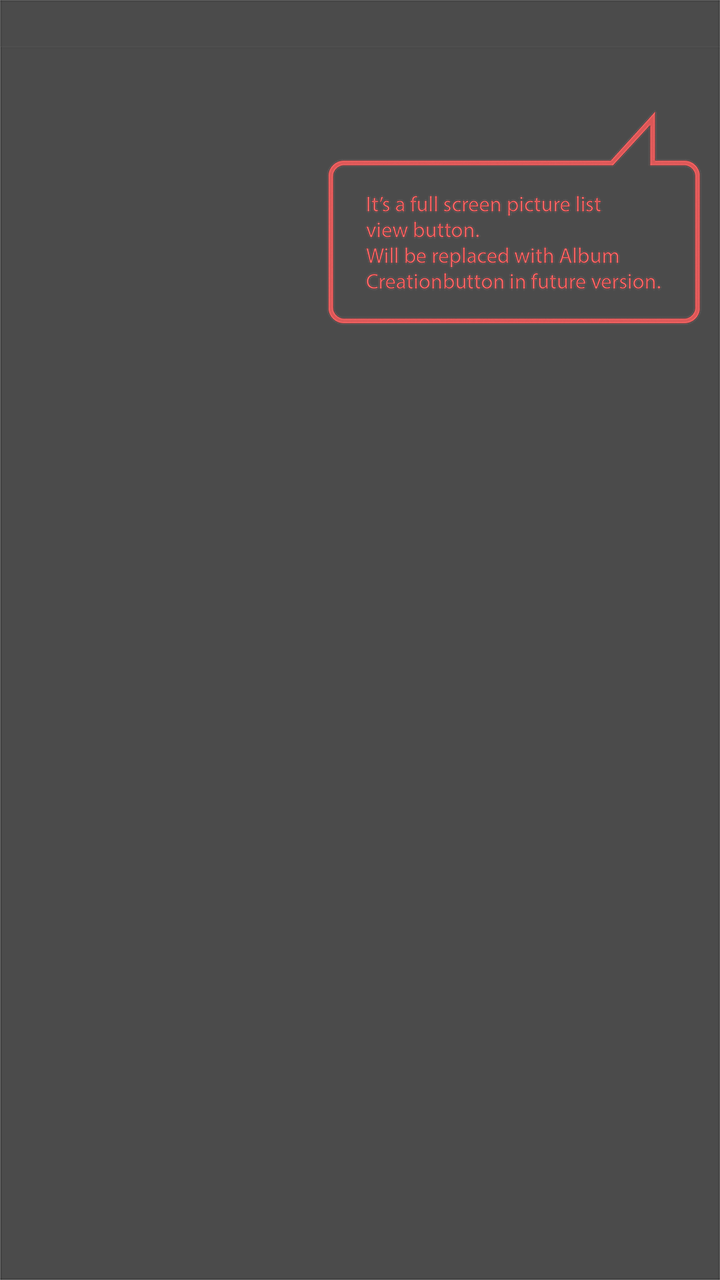 It's a full screen picture list
view button.
Will be replaced with Album
Creationbutton in future version.